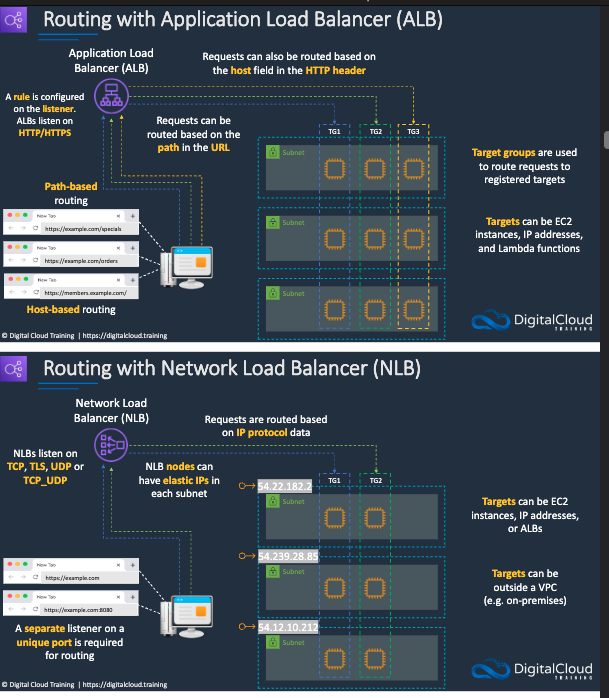 Routing with Application Load Balancer (ALB)
Application Load
Balancer (ALB)
Requests can also be routed based on
the host field in the HTTP header
A rule is configured
on the listener.
ALBs listen on
HTTP/HTTPS
Requests can be
routed based on the
path in the URL
TG1
TG2
TG3
Subnet
Subnet
Subnet
Target groups are used
to route requests to
registered targets
Targets can be EC2
instances, IP addresses,
and Lambda functions
Path-based
routing
New Tab
https://example.com/specials
New Tab
https://example.com/orders
New Tab
https://members.example.com/
Host-based routing
© Digital Cloud Training | https://digitalcloud.training
DigitalCloud
TRAINING
Routing with Network Load Balancer (NLB)
Network Load
Balancer (NLB)
Requests are routed based
on IP protocol data
NLBs listen on
TCP, TLS, UDP or
TCP_UDP
NLB nodes can
have elastic IPs in
each subnet
TG1
TG2
54.22.182.2
Subnet
54.239.28.85
Subnet
54.12.10.212
Subnet
Targets can be EC2
instances, IP addresses,
or ALBs
Targets can be
outside a VPC
(e.g. on-premises)
New Tab
https://example.com
New Tab
https://example.com:8080
A separate listener on a
unique port is required
for routing
© Digital Cloud Training | https://digitalcloud.training
DigitalCloud
TRAINING